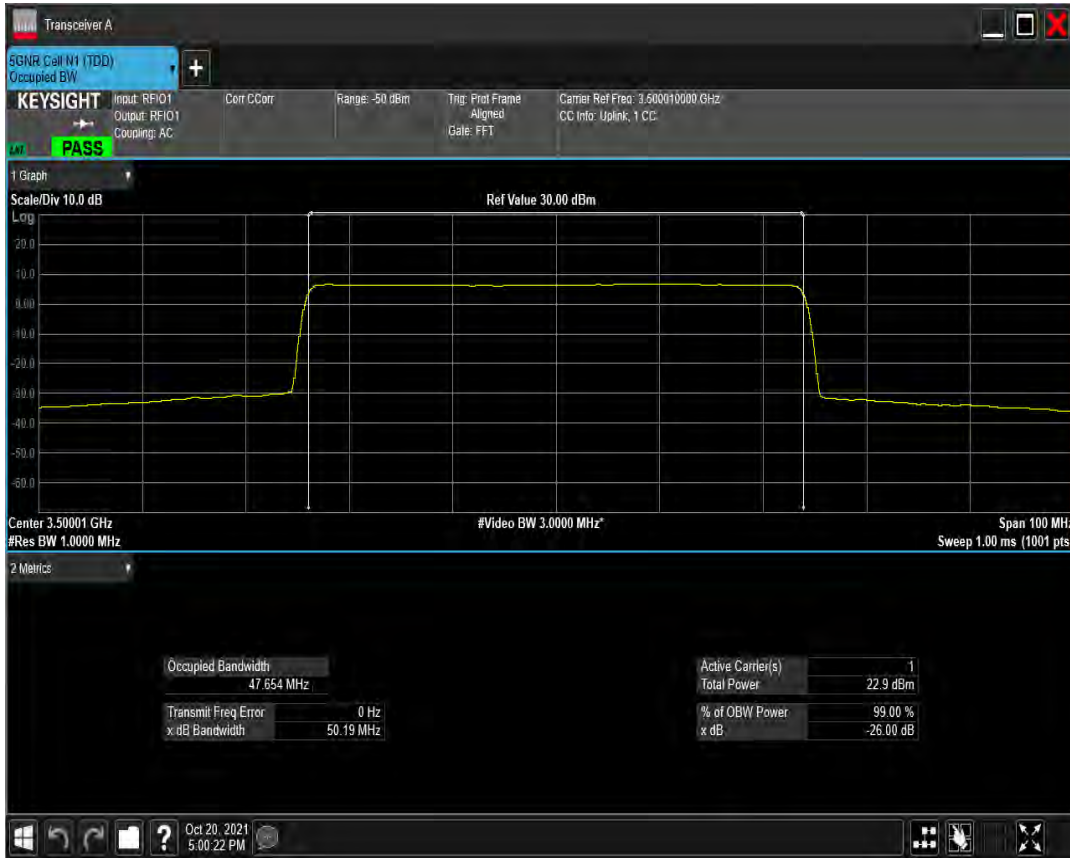 Transceiver A
5GNR Cell N1 (TDD)
Occupied BW
+
KEYSIGHT
Input: RFIO1
Output: RFIO1
Coupling: AC
Corr CCorr
Range: -50 dBm
Trig: Prot Frame
Aligned
Gate: FFT
Carrier Ref Freq: 3.500010000 GHz
CC Info: Uplink, 1 CC
PASS
1 Graph
Scale/Div 10.0 dB
Ref Value 30.00 dBm
Log
20.0
10.0
0.00
-10.0
-20.0
-30.0
-40.0
-50.0
-60.0
Center 3.50001 GHz
#Video BW 3.0000 MHz*
Span 100 MHz
#Res BW 1.0000 MHz
Sweep 1.00 ms (1001 pts
2 Metrics
Occupied Bandwidth
47.654 MHz
Transmit Freq Error 0 Hz
x dB Bandwidth 50.19 MHz
Active Carrier(s) 1
Total Power 22.9 dBm
% of OBW Power 99.00 %
x dB -26.00 dB
?
Oct 20, 2021
5:00:22 PM